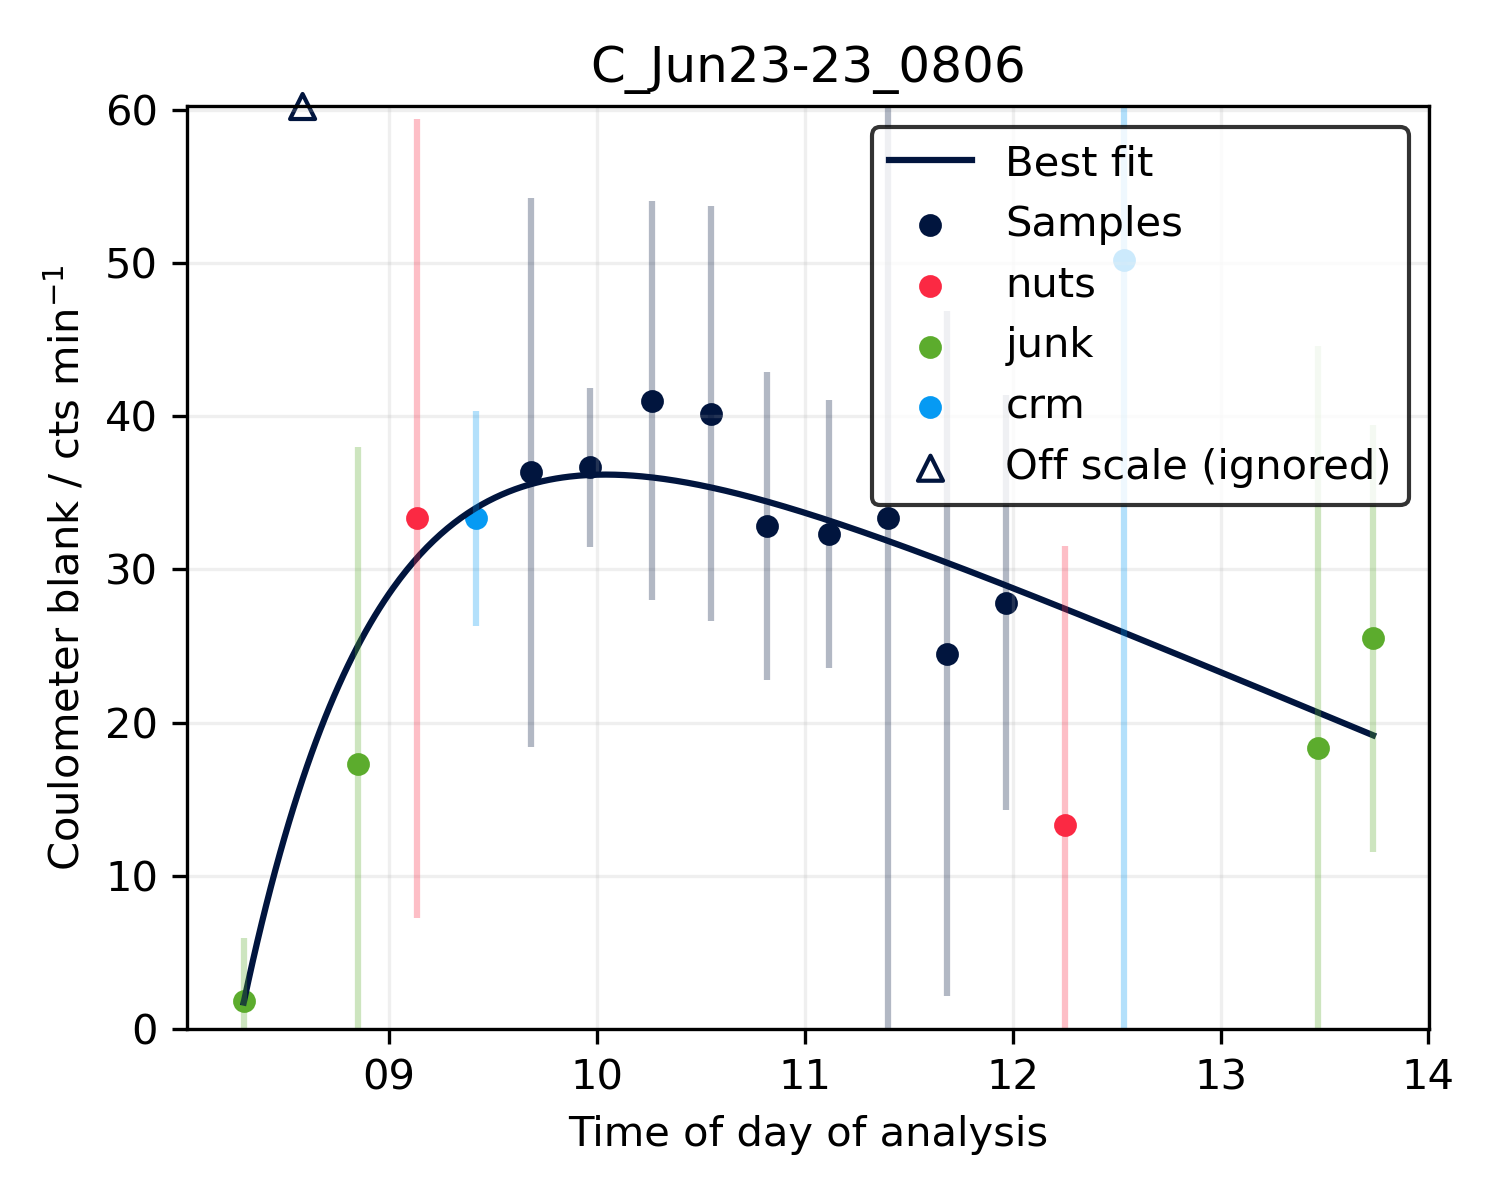 C_Jun23-23_0806
Coulometer blank / cts min⁻¹
60
50
40
30
20
10
0
Best fit
Samples
nuts
junk
crm
Off scale (ignored)
09 10 11 12 13 14
Time of day of analysis